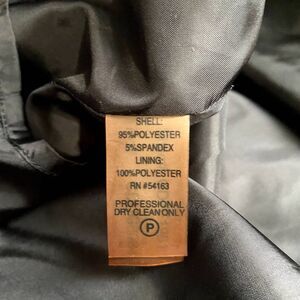 SHELL:
95%POLYESTER
5%SPANDEX
LINING:
100%POLYESTER
RN #54163
PROFESSIONAL
DRY CLEAN ONLY
P